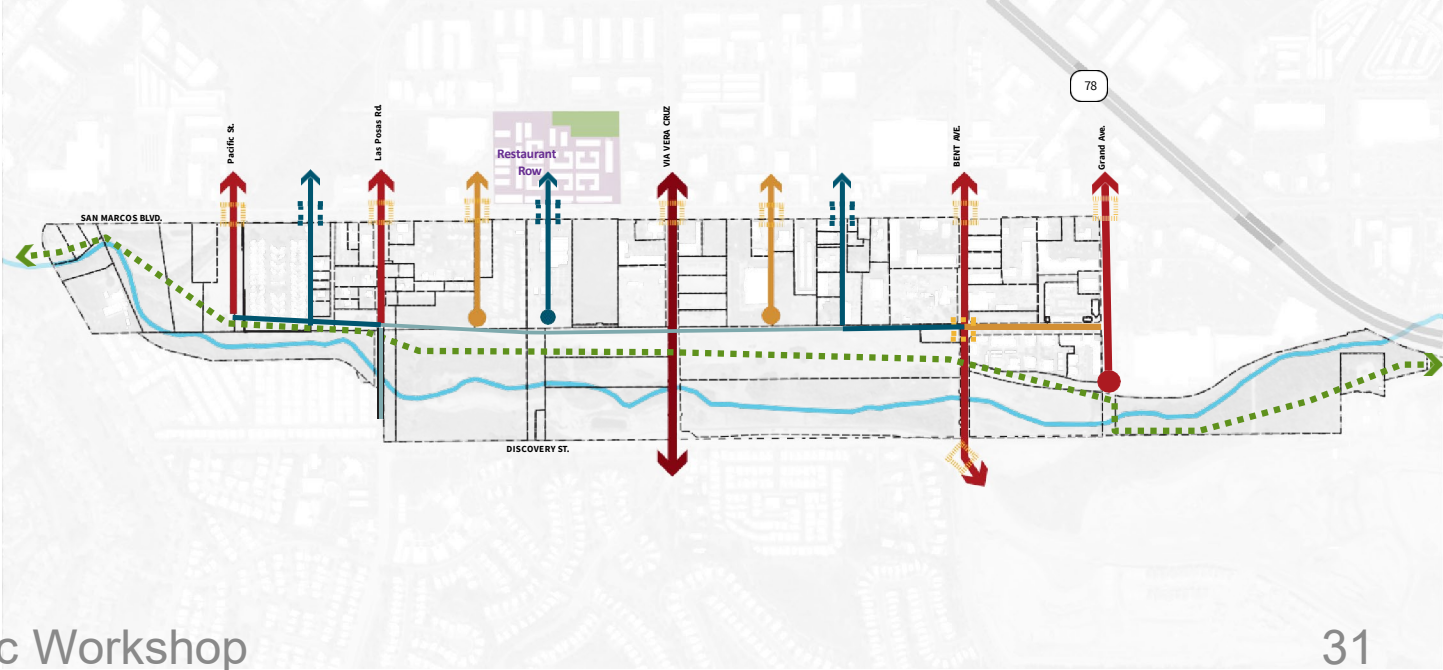 78
Pacific St.
Las Posas Rd.
VIA VERA CRUZ
BENT AVE.
Grand Ave.
Restaurant
Row
SAN MARCOS BLVD.
DISCOVERY ST.
c Workshop
31